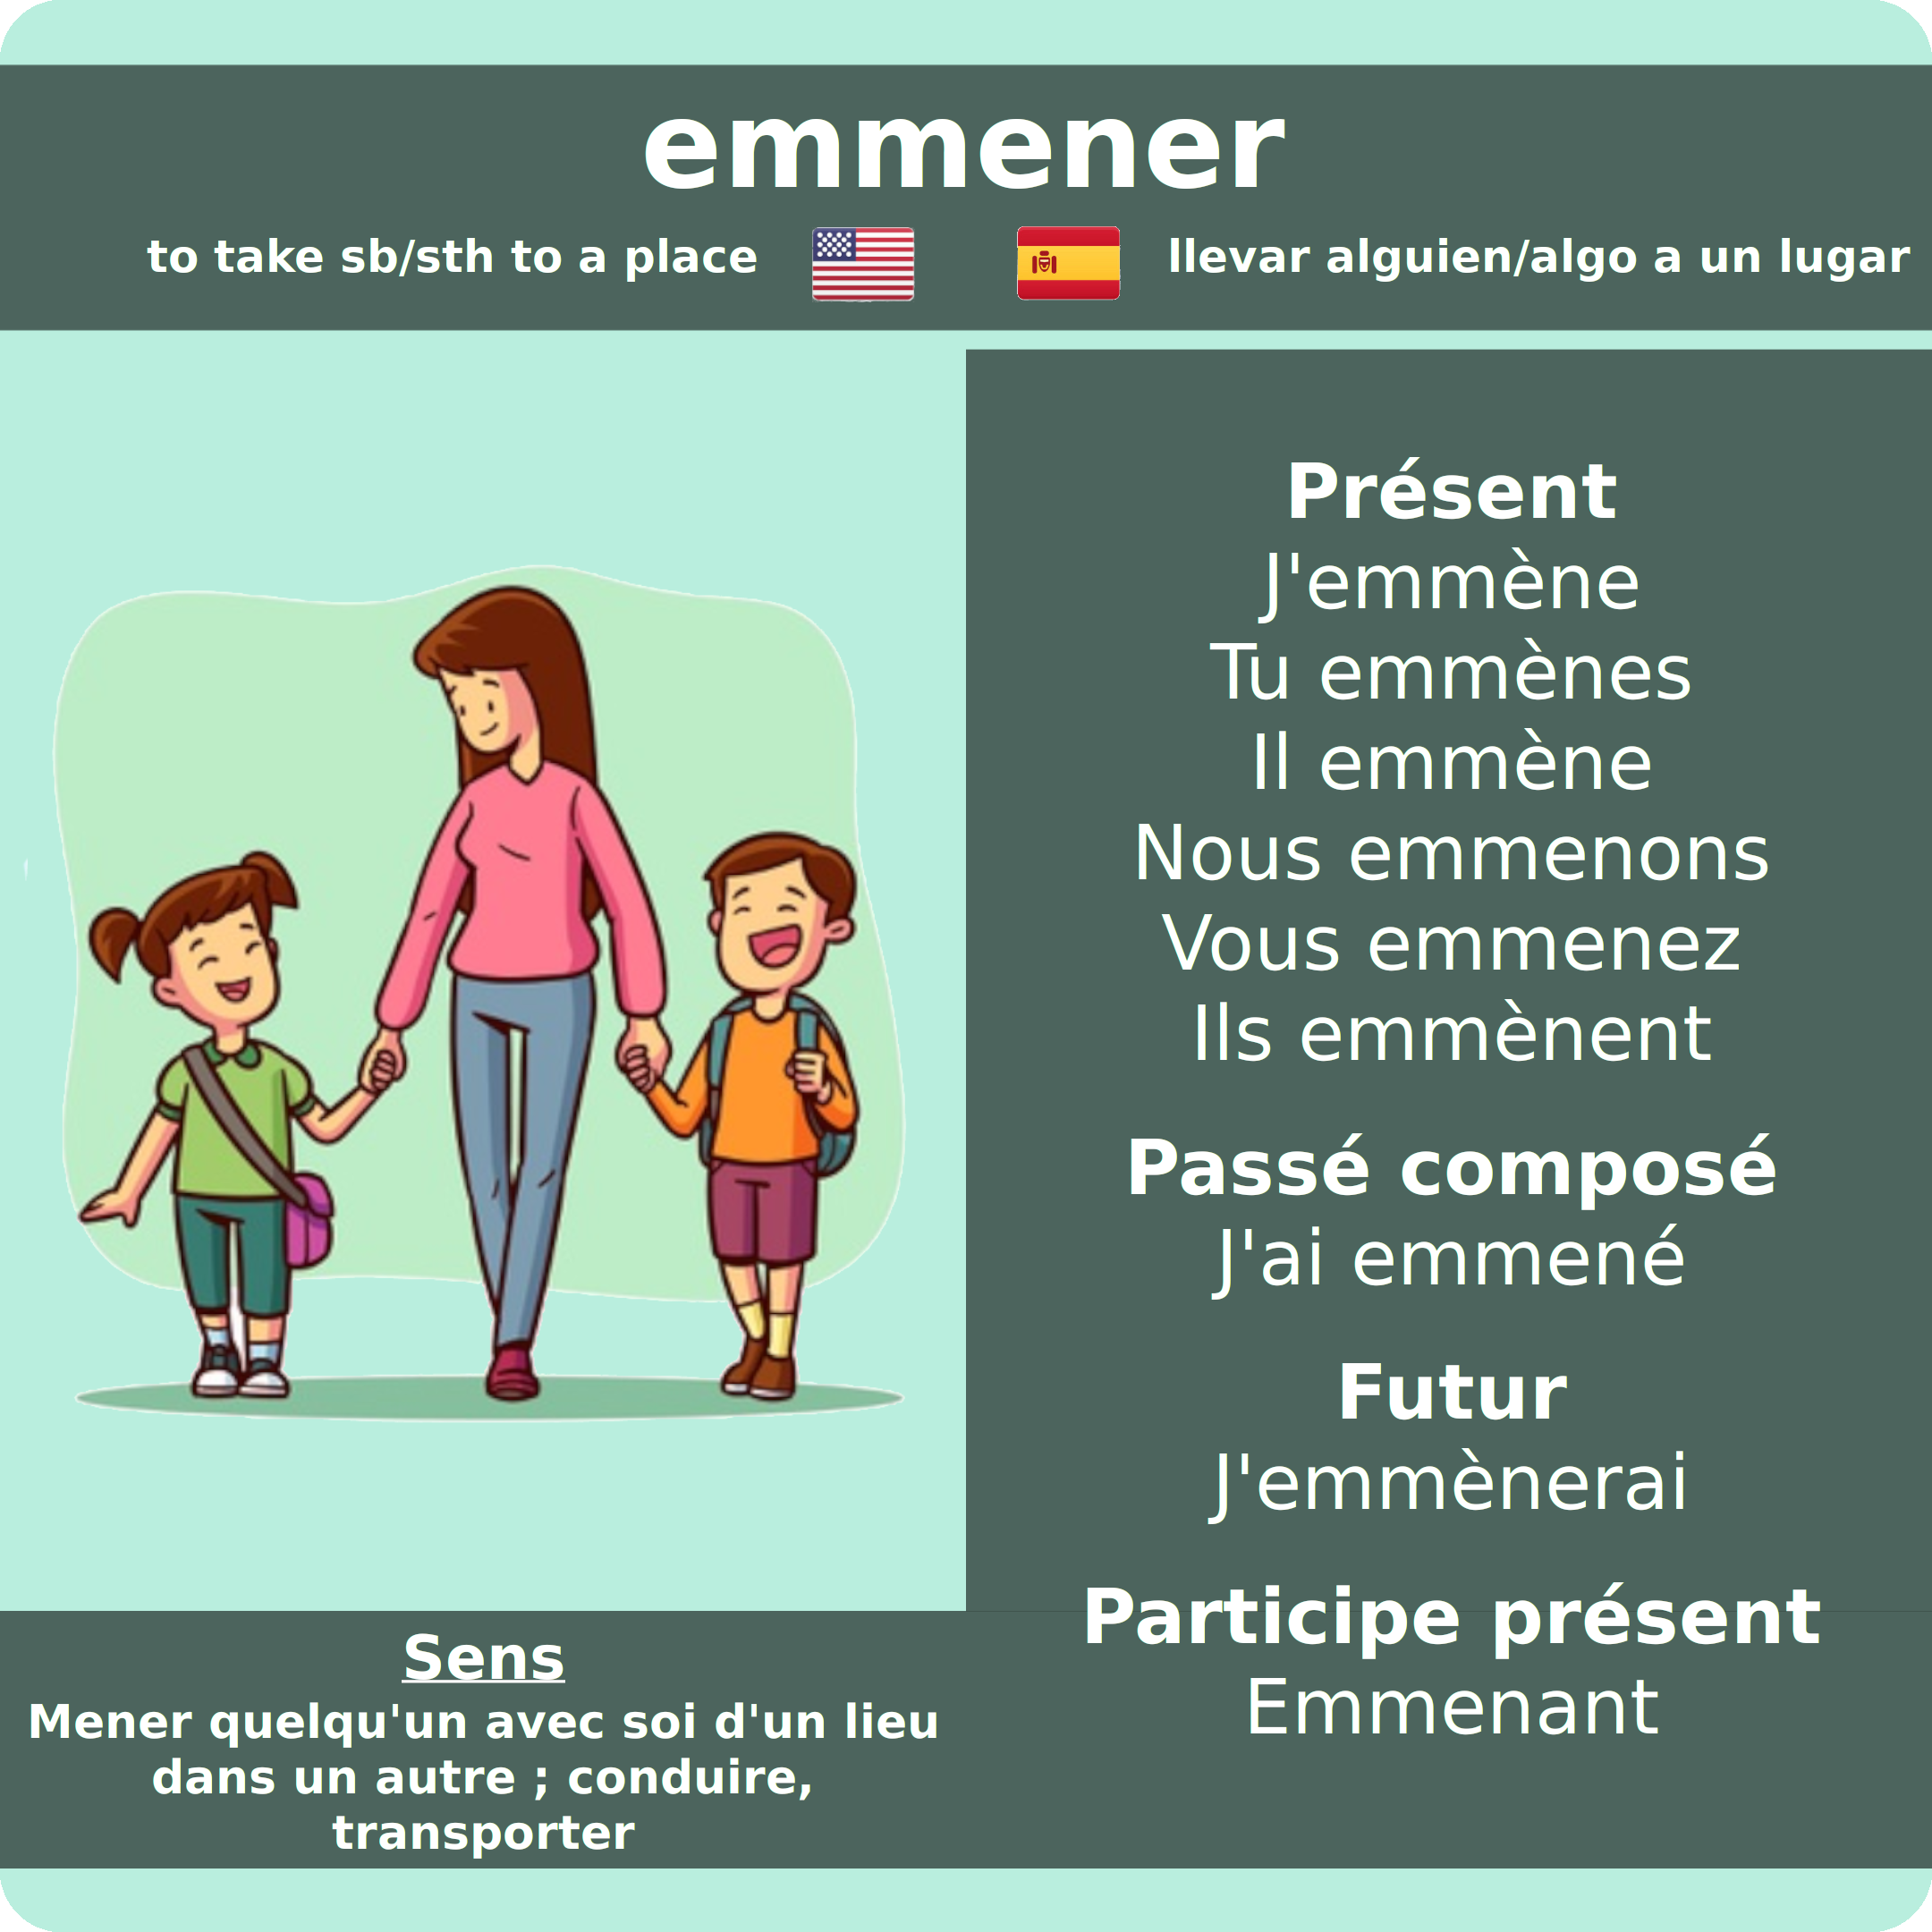 emmener
to take sb/sth to a place
llevar alguien/algo a un lugar
Présent
J'emmène
Tu emmènes
Il emmène
Nous emmenons
Vous emmenez
Ils emmènent
Passé composé
J'ai emmené
Futur
J'emmènerai
Participe présent
Emmenant
Sens
Mener quelqu'un avec soi d'un lieu
dans un autre ; conduire,
transporter